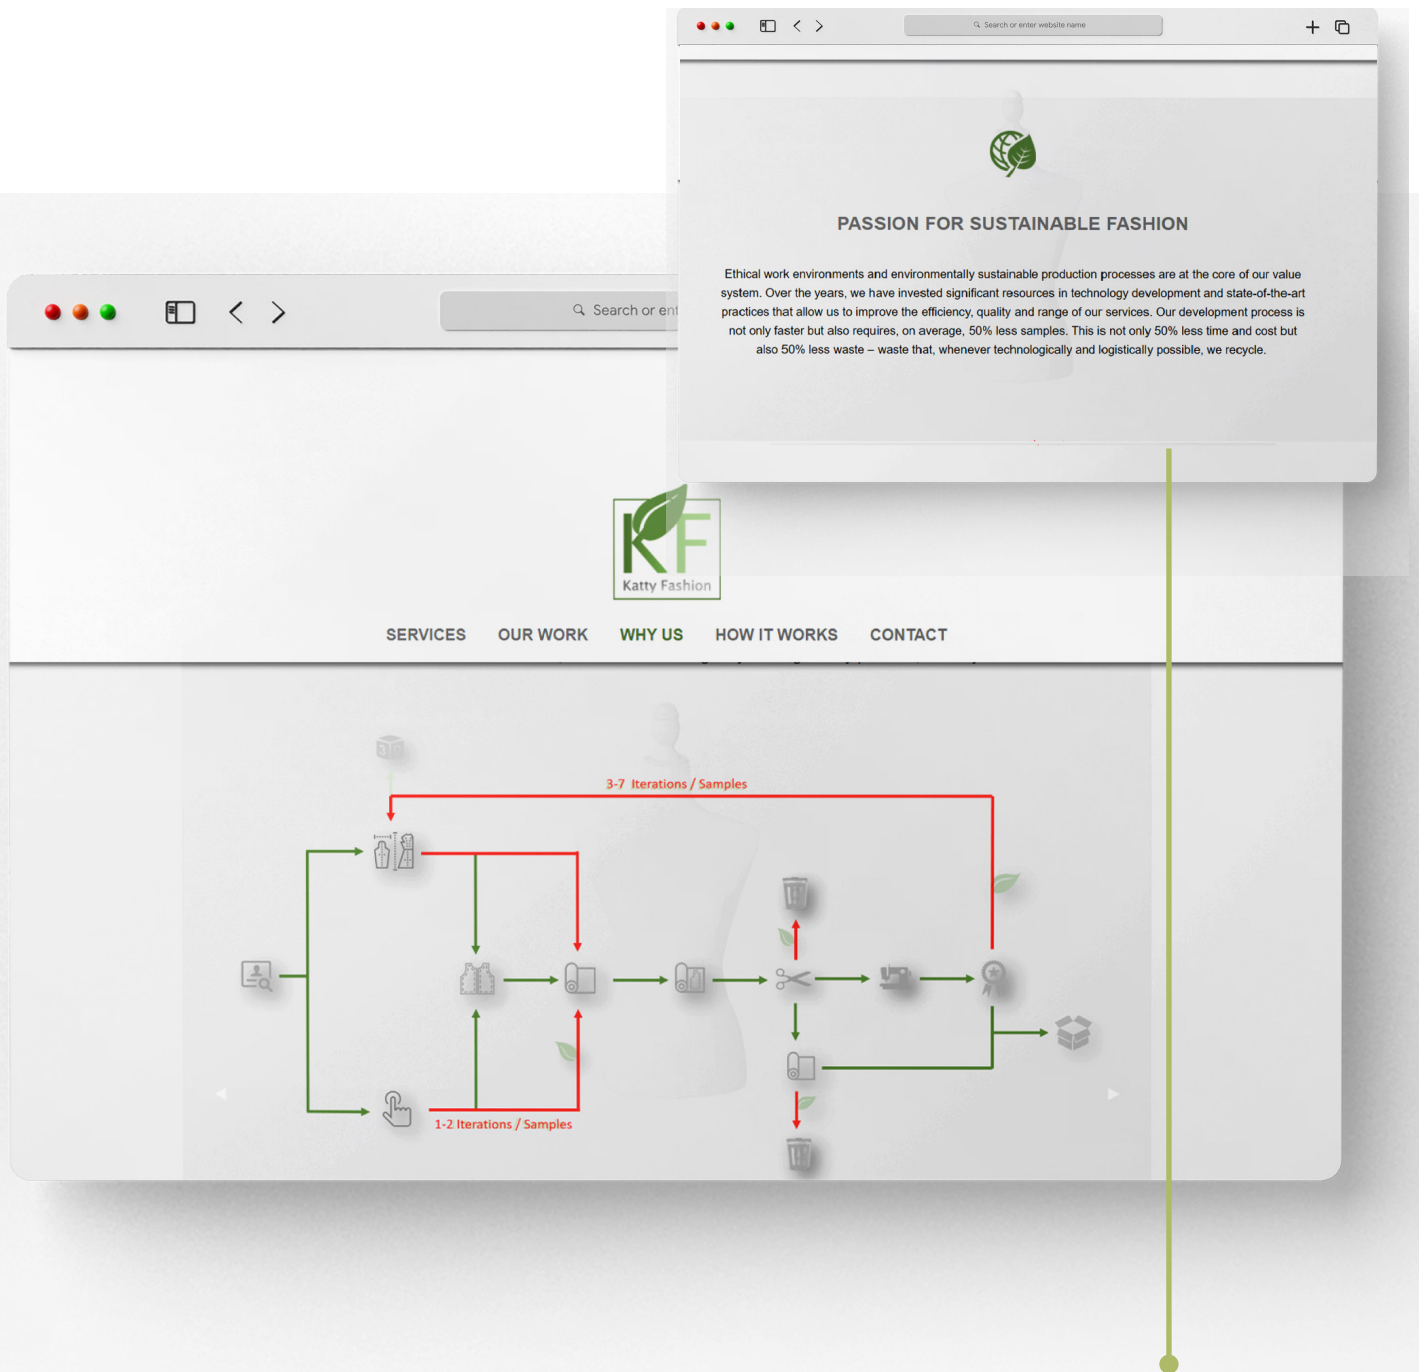 Search or enter website name
PASSION FOR SUSTAINABLE FASHION
Ethical work environments and environmentally sustainable production processes are at the core of our value
system. Over the years, we have invested significant resources in technology development and state-of-the-art
practices that allow us to improve the efficiency, quality and range of our services. Our development process is
not only faster but also requires, on average, 50% less samples. This is not only 50% less time and cost but
also 50% less waste – waste that, whenever technologically and logistically possible, we recycle.
Search or ent
KF
Katty Fashion
SERVICES OUR WORK WHY US HOW IT WORKS CONTACT
3-7 Iterations / Samples
1-2 Iterations / Samples